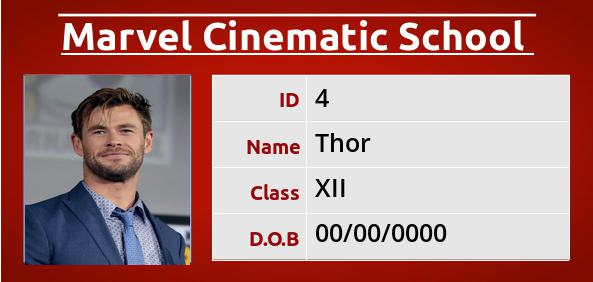 Marvel Cinematic School
ID 4
Name Thor
Class XII
D.O.B 00/00/0000